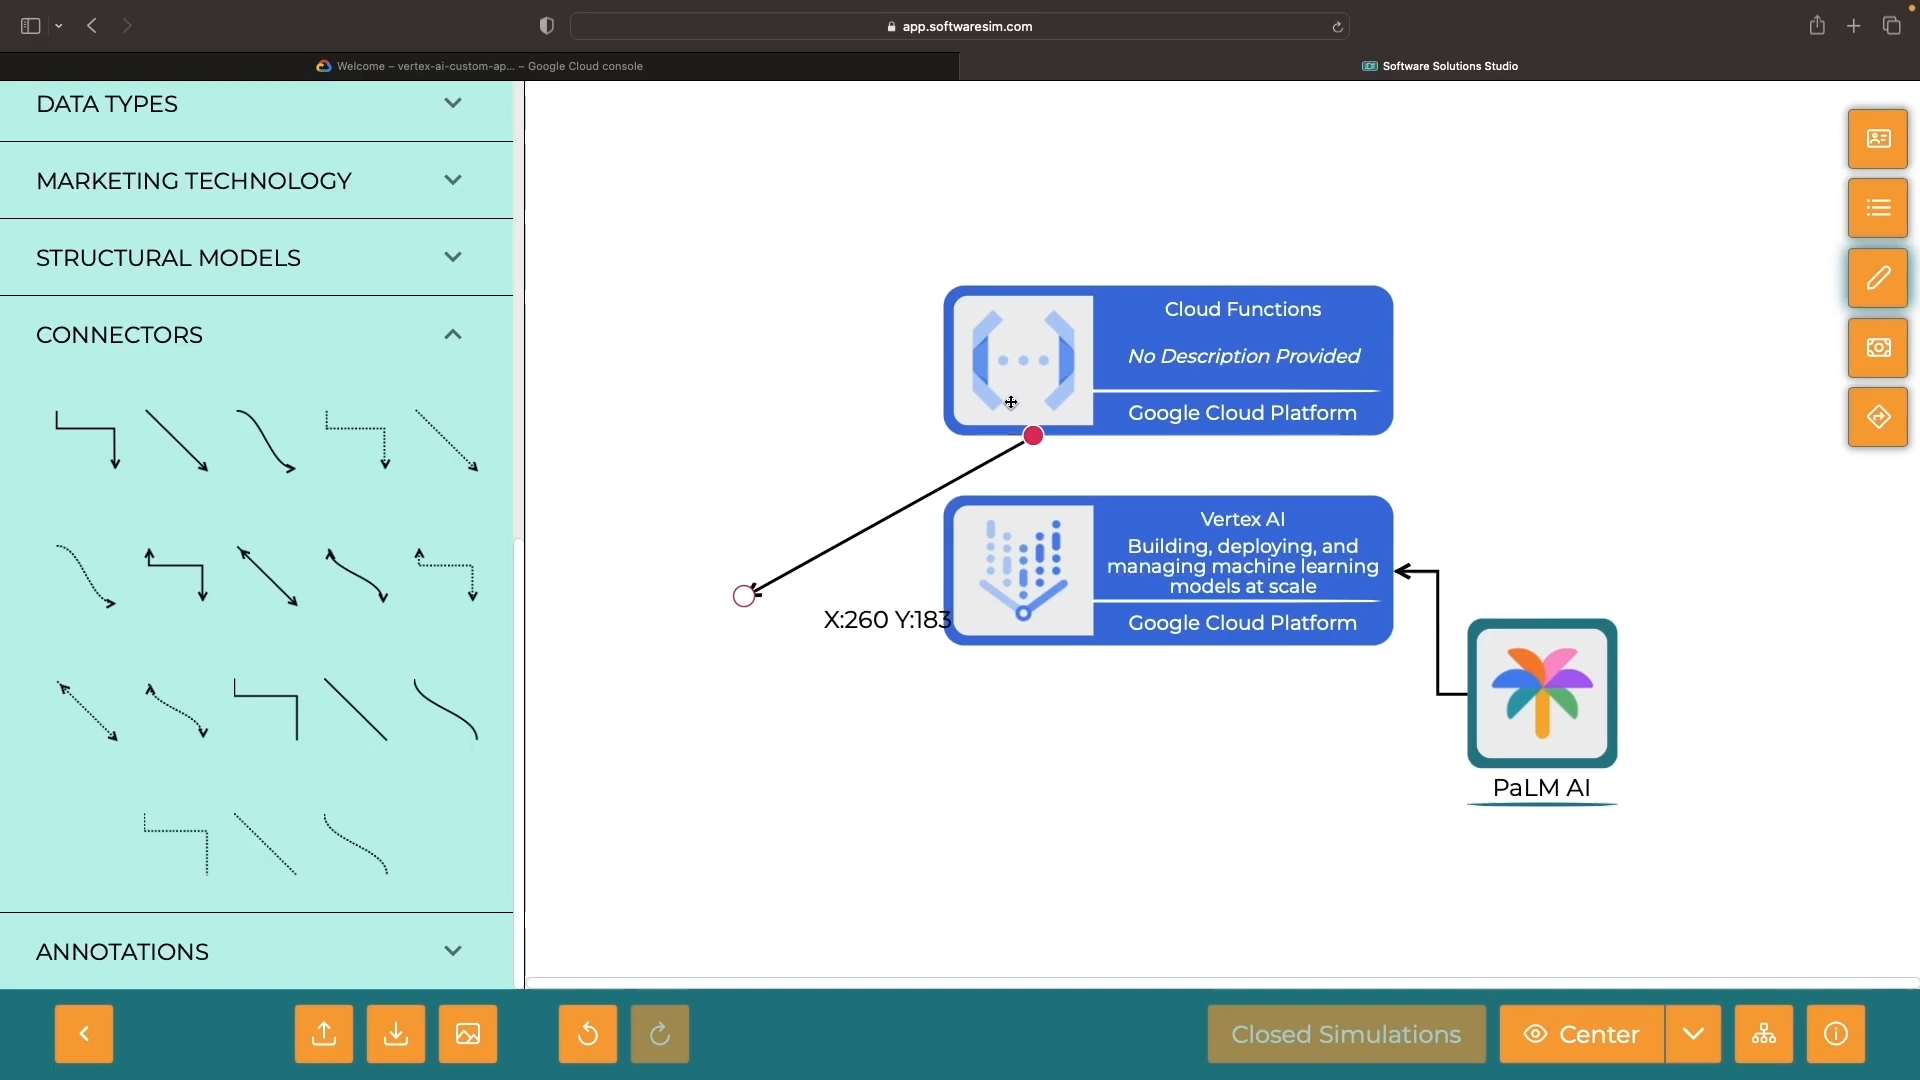 app.softwaresim.com
Welcome – vertex-ai-custom-ap... – Google Cloud console
Software Solutions Studio
DATA TYPES
MARKETING TECHNOLOGY
STRUCTURAL MODELS
CONNECTORS
ANNOTATIONS
Cloud Functions
No Description Provided
Google Cloud Platform
Vertex AI
Building, deploying, and
managing machine learning
models at scale
Google Cloud Platform
X:260 Y:183
PaLM AI
Closed Simulations
Center